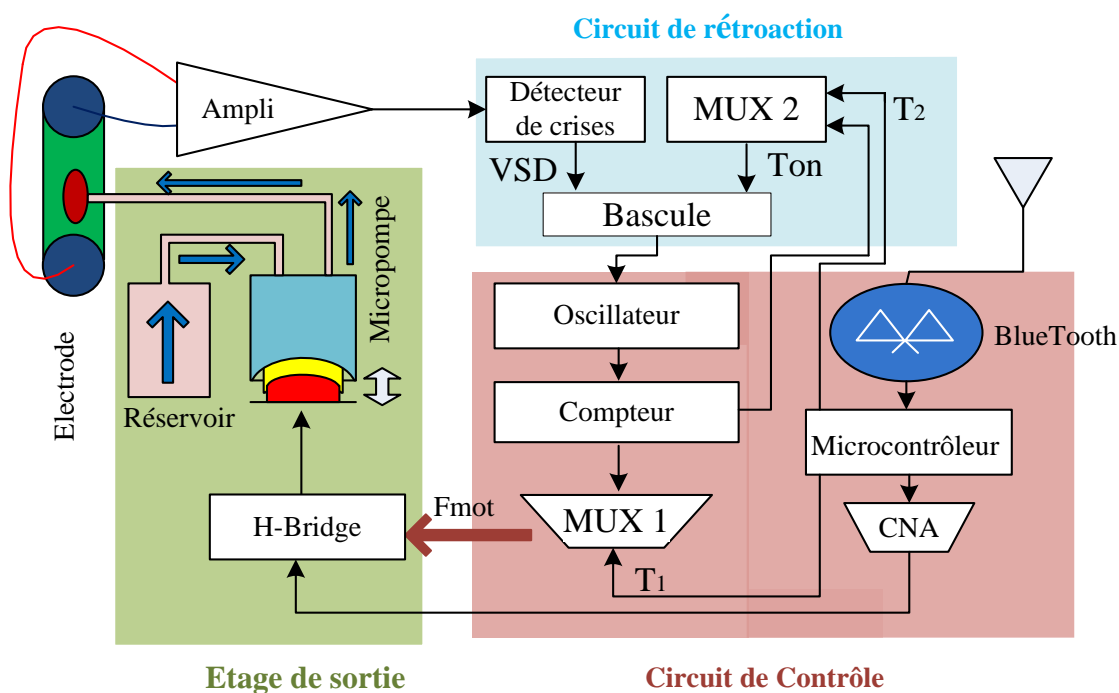 Circuit de rétroaction
Ampli
Détecteur
de crises
MUX 2
T2
VSD
Ton
Bascule
Micropompe
Electrode
Réservoir
Oscillateur
BlueTooth
Compteur
Microcontrôleur
Fmot
MUX 1
CNA
H-Bridge
T1
Etage de sortie
Circuit de Contrôle